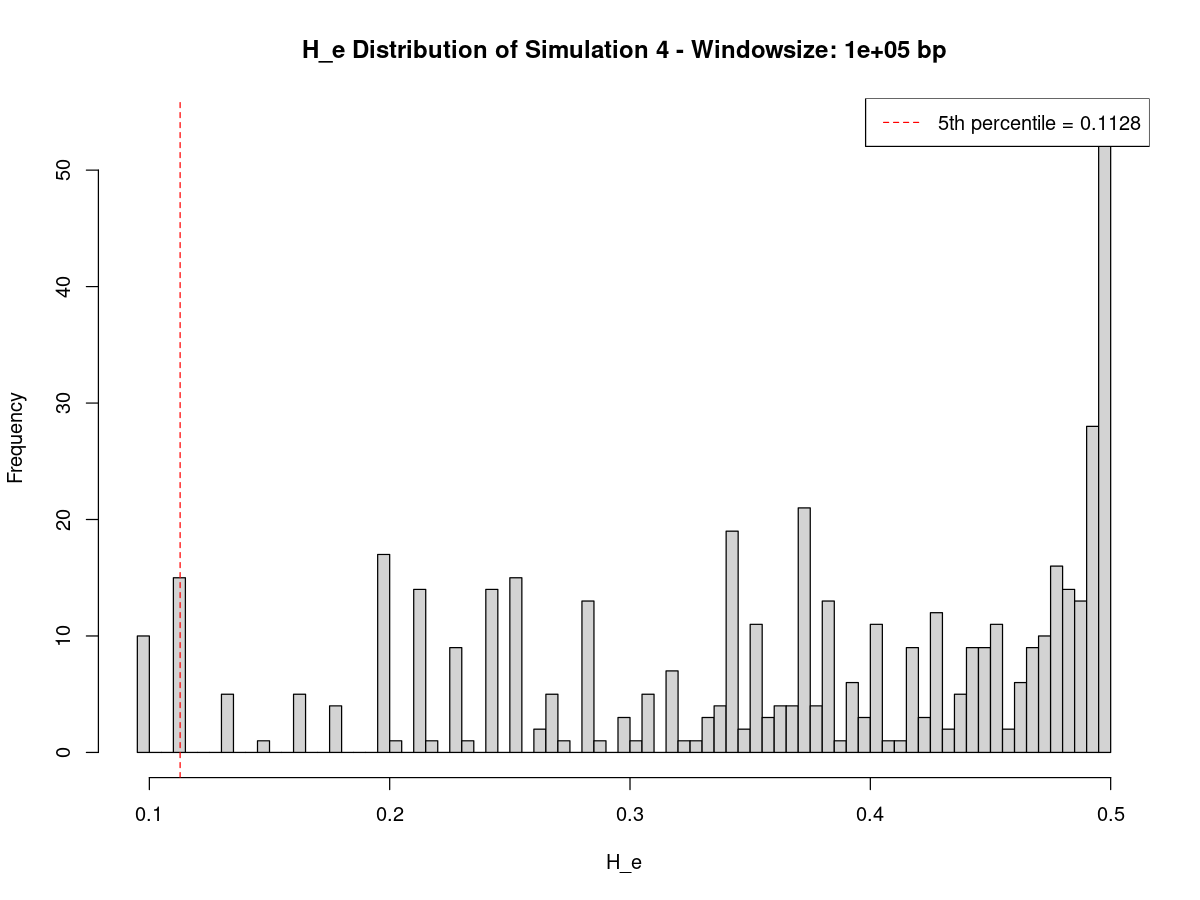 H_e Distribution of Simulation 4 - Windowsize: 1e+05 bp
5th percentile = 0.1128
Frequency
50
40
30
20
10
0
0.1 0.2 0.3 0.4 0.5
H_e